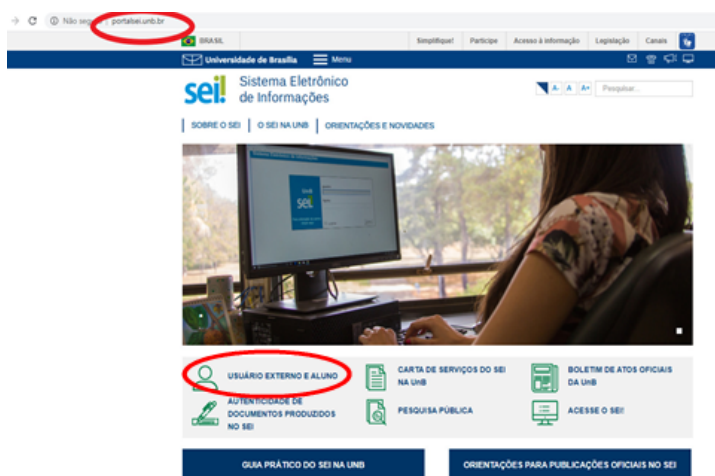 Não se
portalsei.unb.br
BRASIL
Simplifique!
Participe
Acesso à informação
Legislação
Canais
Universidade de Brasília
Menu
sei!
Sistema Eletrônico
de Informações
A-
A
A+
Pesquisar...
SOBRE O SEI
O SEI NA UNB
ORIENTAÇÕES E NOVIDADES
UnB
sei!
USUÁRIO EXTERNO E ALUNO
CARTA DE SERVIÇOS DO SEI
NA UnB
BOLETIM DE ATOS OFICIAIS
DA UnB
AUTENTICIDADE DE
DOCUMENTOS PRODUZIDOS
NO SEI
PESQUISA PÚBLICA
ACESSE O SEI!
GUIA PRÁTICO DO SEI NA UNB
ORIENTAÇÕES PARA PUBLICAÇÕES OFICIAIS NO SEI